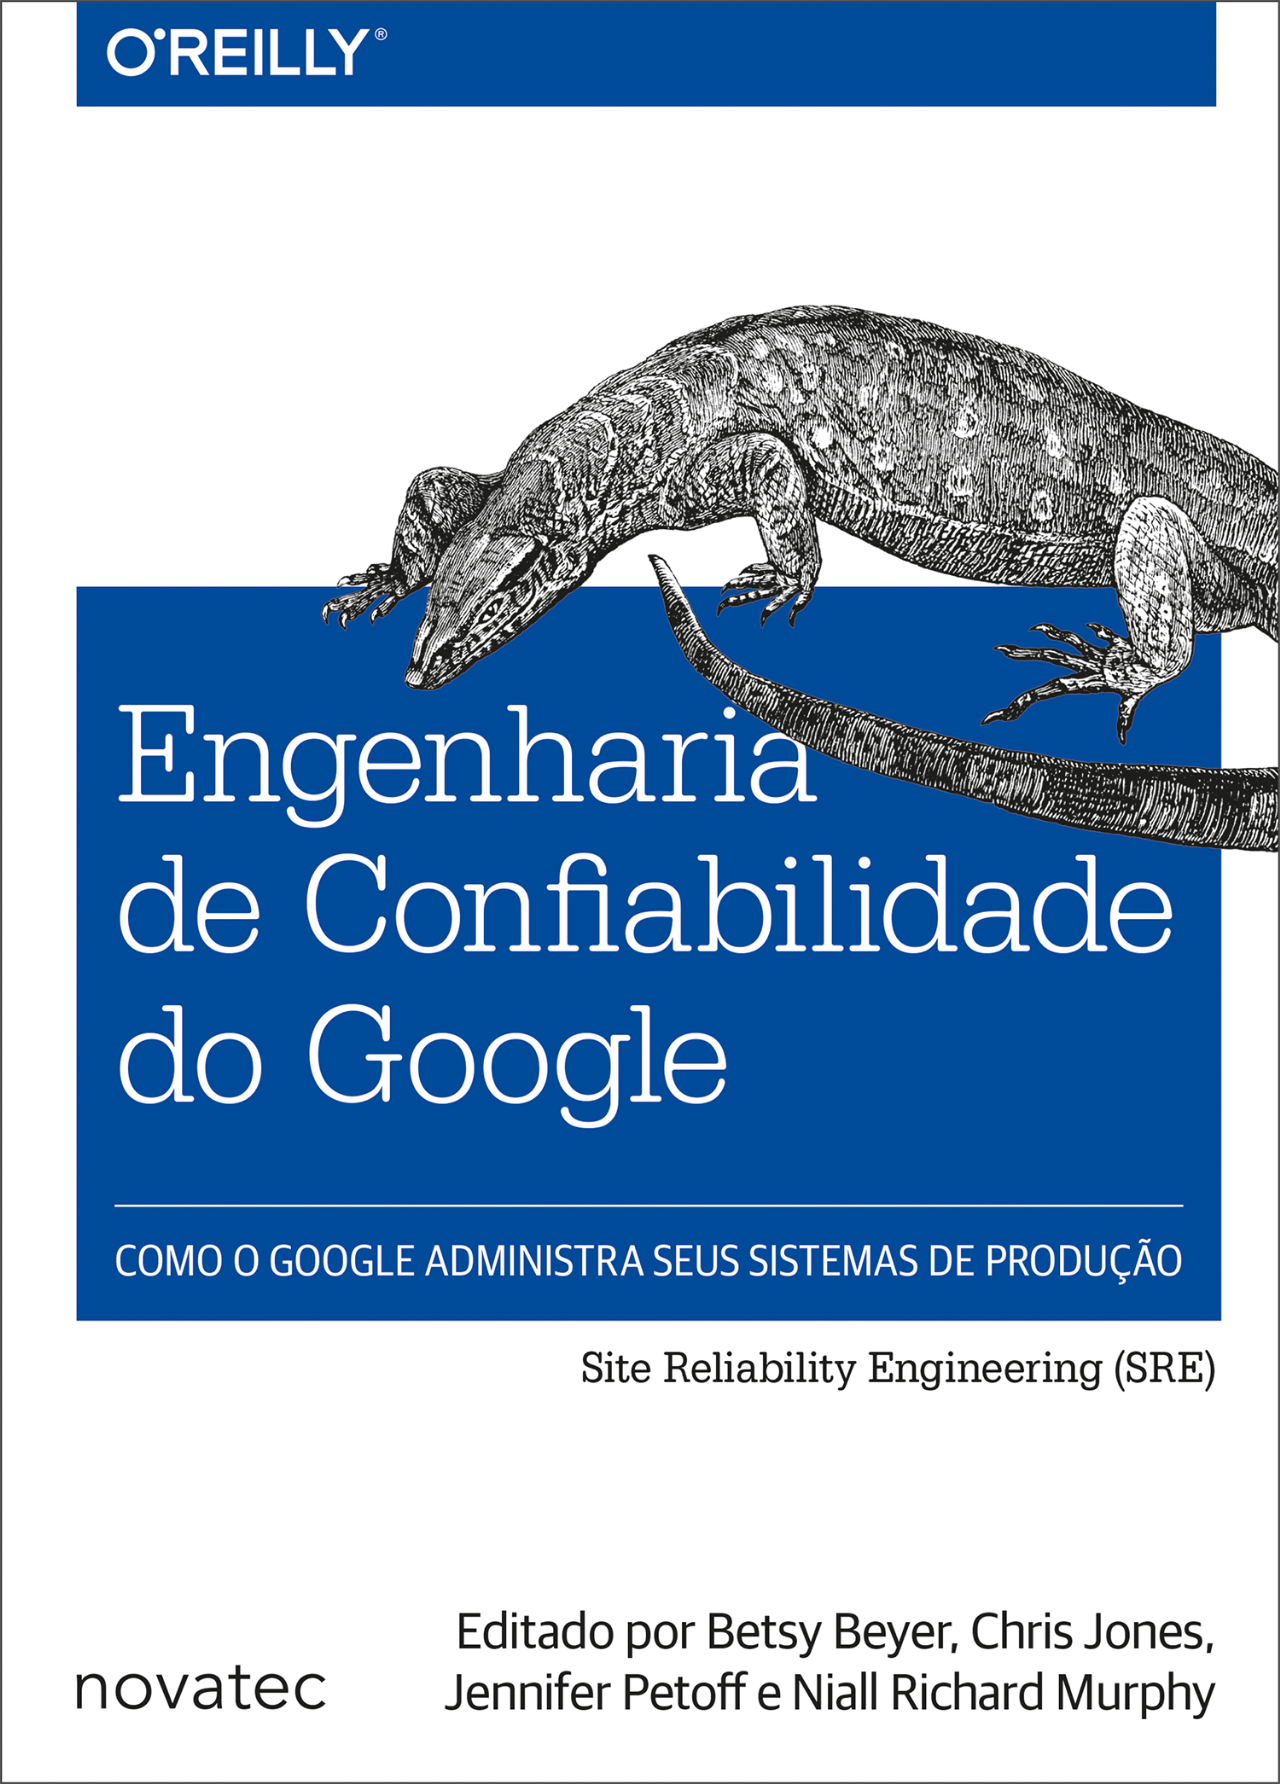 O'REILLY®
Engenharia
de Confiabilidade
do Google
COMO O GOOGLE ADMINISTRA SEUS SISTEMAS DE PRODUÇÃO
Site Reliability Engineering (SRE)
Editado por Betsy Beyer, Chris Jones,
Jennifer Petoff e Niall Richard Murphy
novatec